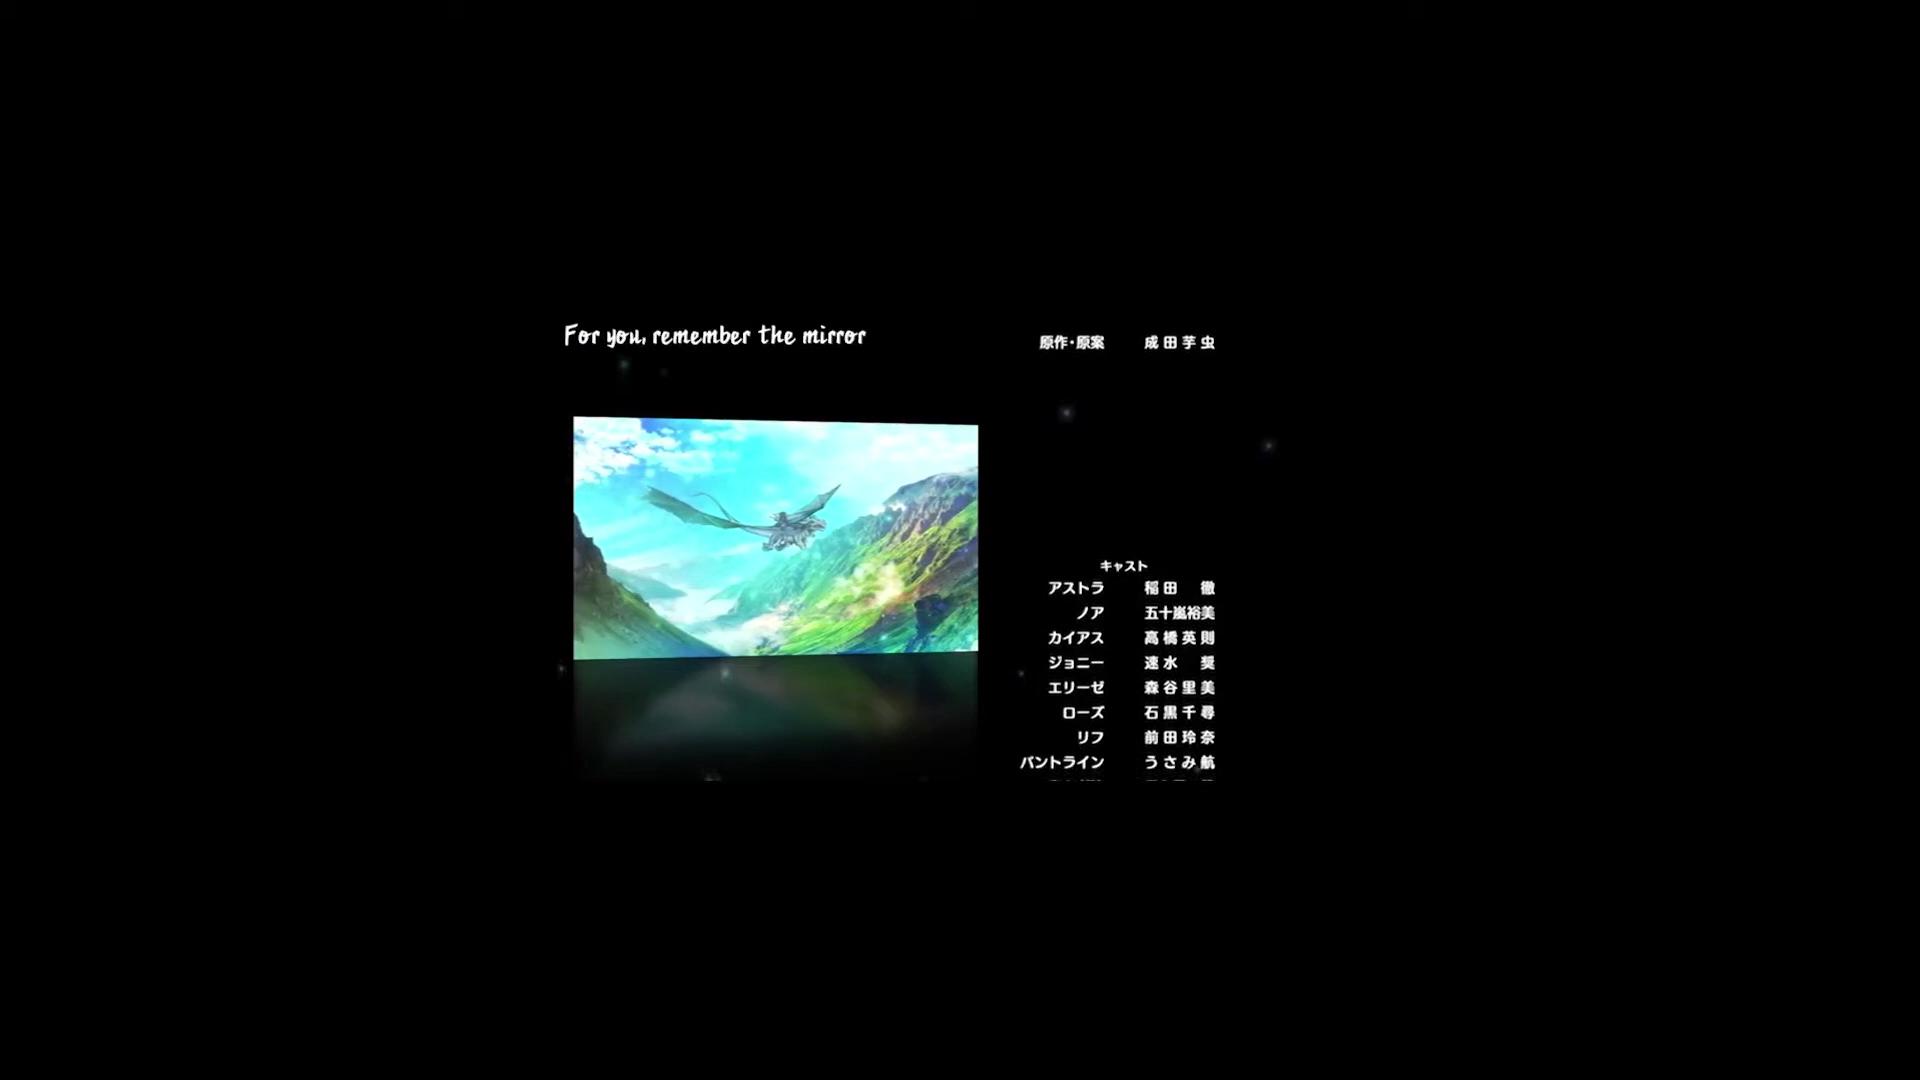 For you, remember the mirror
原作・原案 成田芋虫
キャスト
アストラ 稲田 徹
ノア 五十嵐裕美
カイアス 高橋英則
ジョニー 速水 奨
エリーゼ 森谷里美
ローズ 石黒千尋
リフ 前田玲奈
バントライン うさみ航